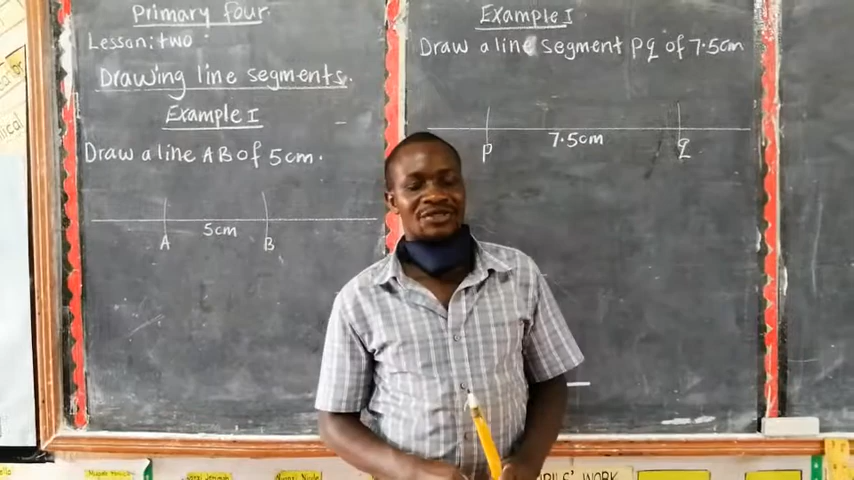 Primary four
Lesson: two
Drawing line segments
Example I
Draw a line AB of 5cm.
5cm
A B
Example I
Draw a line segment pq of 7.5cm
7.5cm
p q
WORK